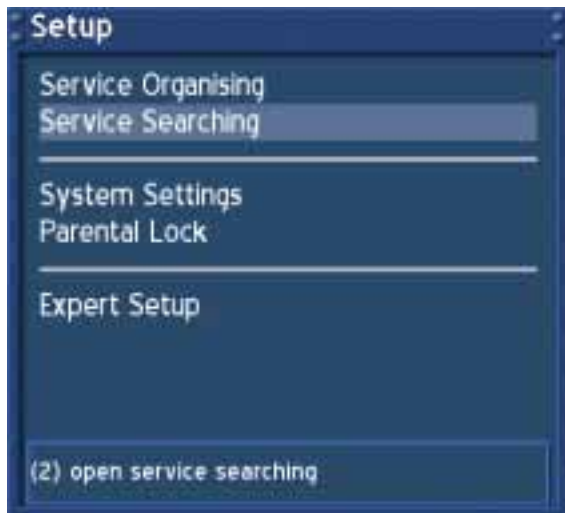 Setup
Service Organising
Service Searching
System Settings
Parental Lock
Expert Setup
(2) open service searching